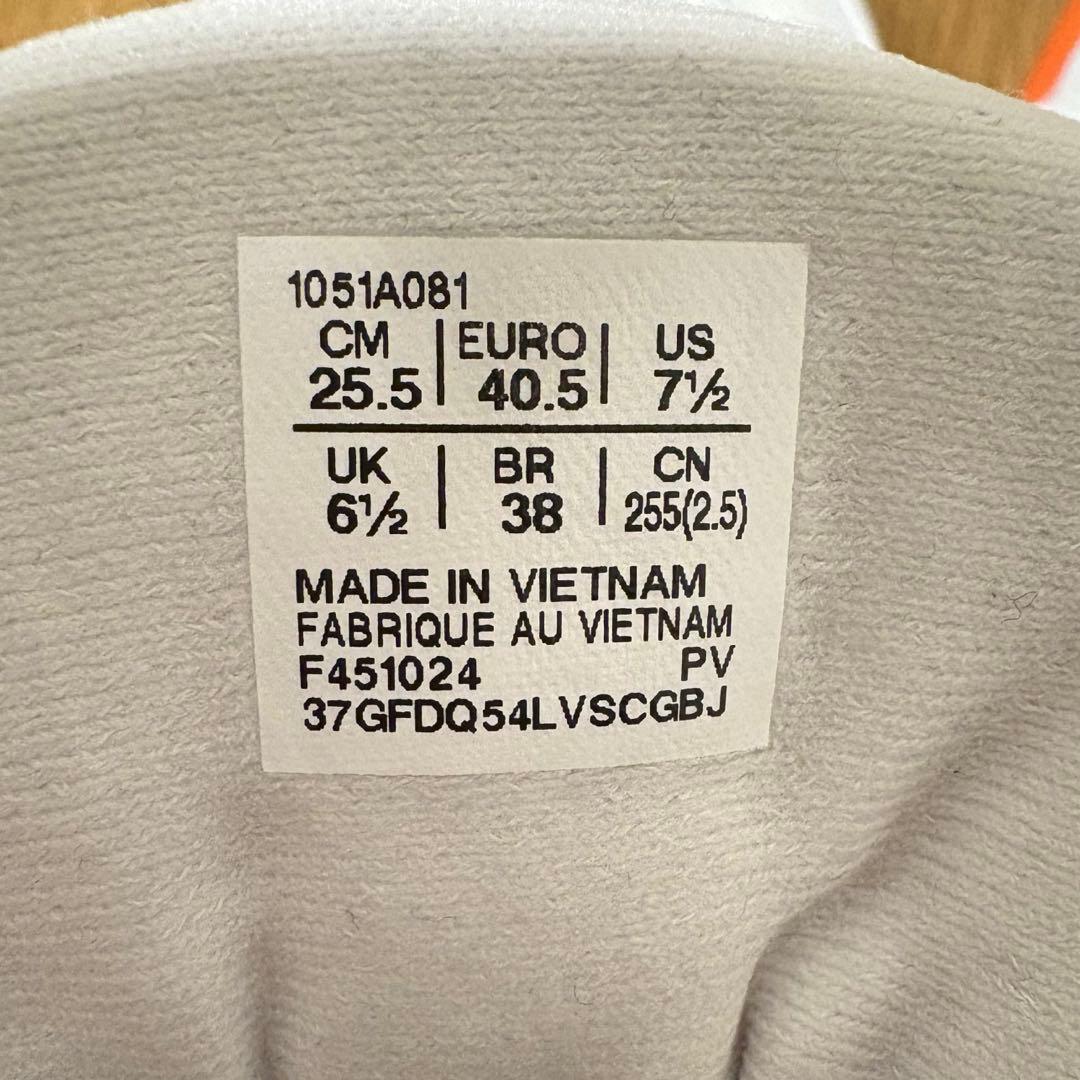 1051A081
CM | EURO | US
25.5 | 40.5 | 7½
UK | BR | CN
6½ | 38 | 255(2.5)
MADE IN VIETNAM
FABRIQUE AU VIETNAM
F451024 PV
37GFDQ54LVSCGBJ